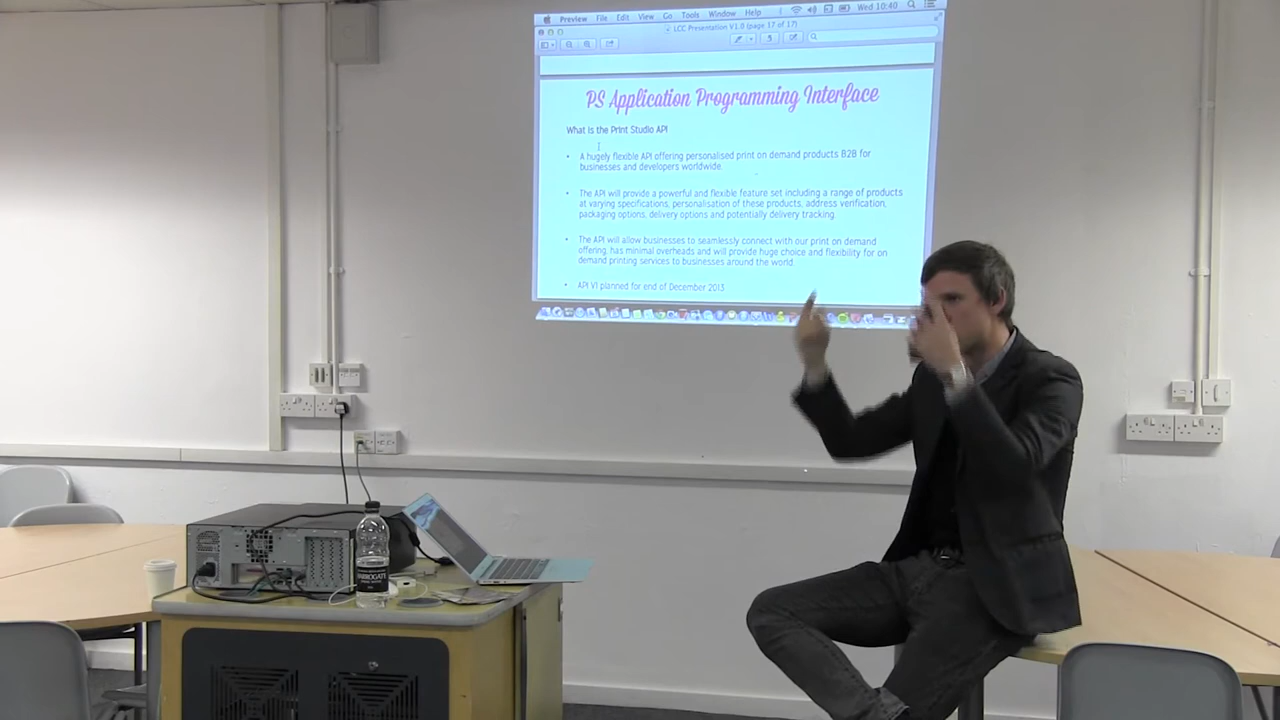 Preview File Edit View Go Tools Window Help Wed 10:40
LCC Presentation V1.0 (page 17 of 17)
PS Application Programming Interface
What is the Print Studio API
• A hugely flexible API offering personalised print on demand products B2B for
businesses and developers worldwide.
• The API will provide a powerful and flexible feature set including a range of products
at varying specifications, personalisation of these products, address verification,
packaging options, delivery options and potentially delivery tracking.
• The API will allow businesses to seamlessly connect with our print on demand
offering, has minimal overheads and will provide huge choice and flexibility for on
demand printing services to businesses around the world.
• API V1 planned for end of December 2013
HARROGATE